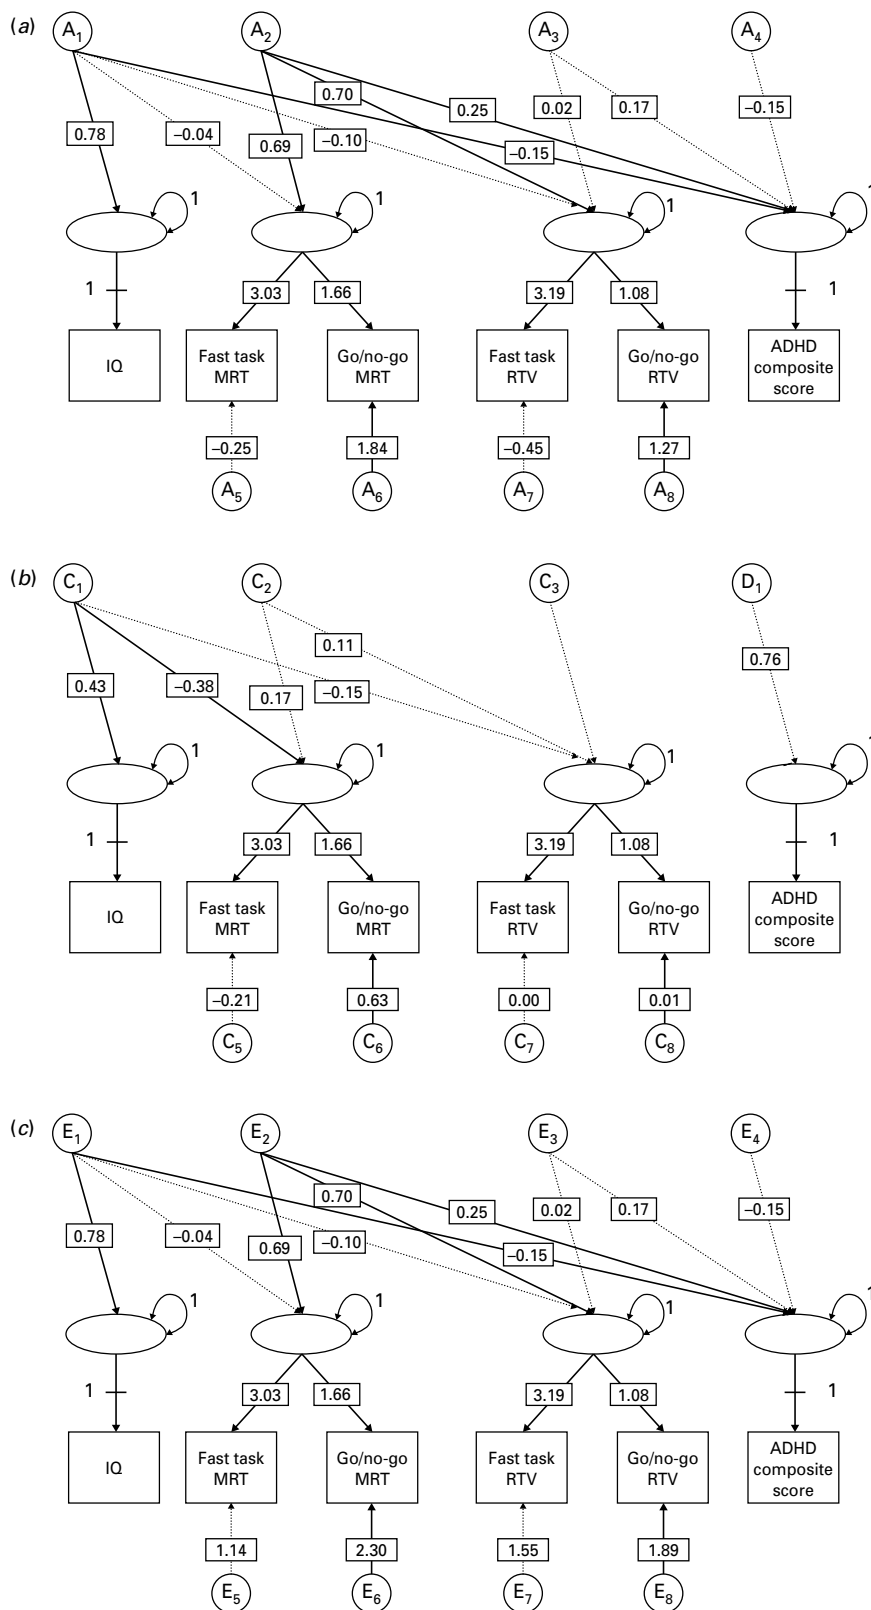 (a)
A1 A2 A3 A4
0.70 0.25 0.02 0.17 −0.15
0.78 −0.04 0.69 −0.10 −0.15
1 1 1 1
1 3.03 1.66 3.19 1.08 1
IQ
Fast task
MRT
Go/no-go
MRT
Fast task
RTV
Go/no-go
RTV
ADHD
composite
score
−0.25 1.84 −0.45 1.27
A5 A6 A7 A8
(b)
C1 C2 C3 D1
0.11 0.76
0.43 −0.38 0.17 −0.15
1 1 1 1
1 3.03 1.66 3.19 1.08 1
IQ
Fast task
MRT
Go/no-go
MRT
Fast task
RTV
Go/no-go
RTV
ADHD
composite
score
−0.21 0.63 0.00 0.01
C5 C6 C7 C8
(c)
E1 E2 E3 E4
0.70 0.25 0.02 0.17 −0.15
0.78 −0.04 0.69 −0.10 −0.15
1 1 1 1
1 3.03 1.66 3.19 1.08 1
IQ
Fast task
MRT
Go/no-go
MRT
Fast task
RTV
Go/no-go
RTV
ADHD
composite
score
1.14 2.30 1.55 1.89
E5 E6 E7 E8